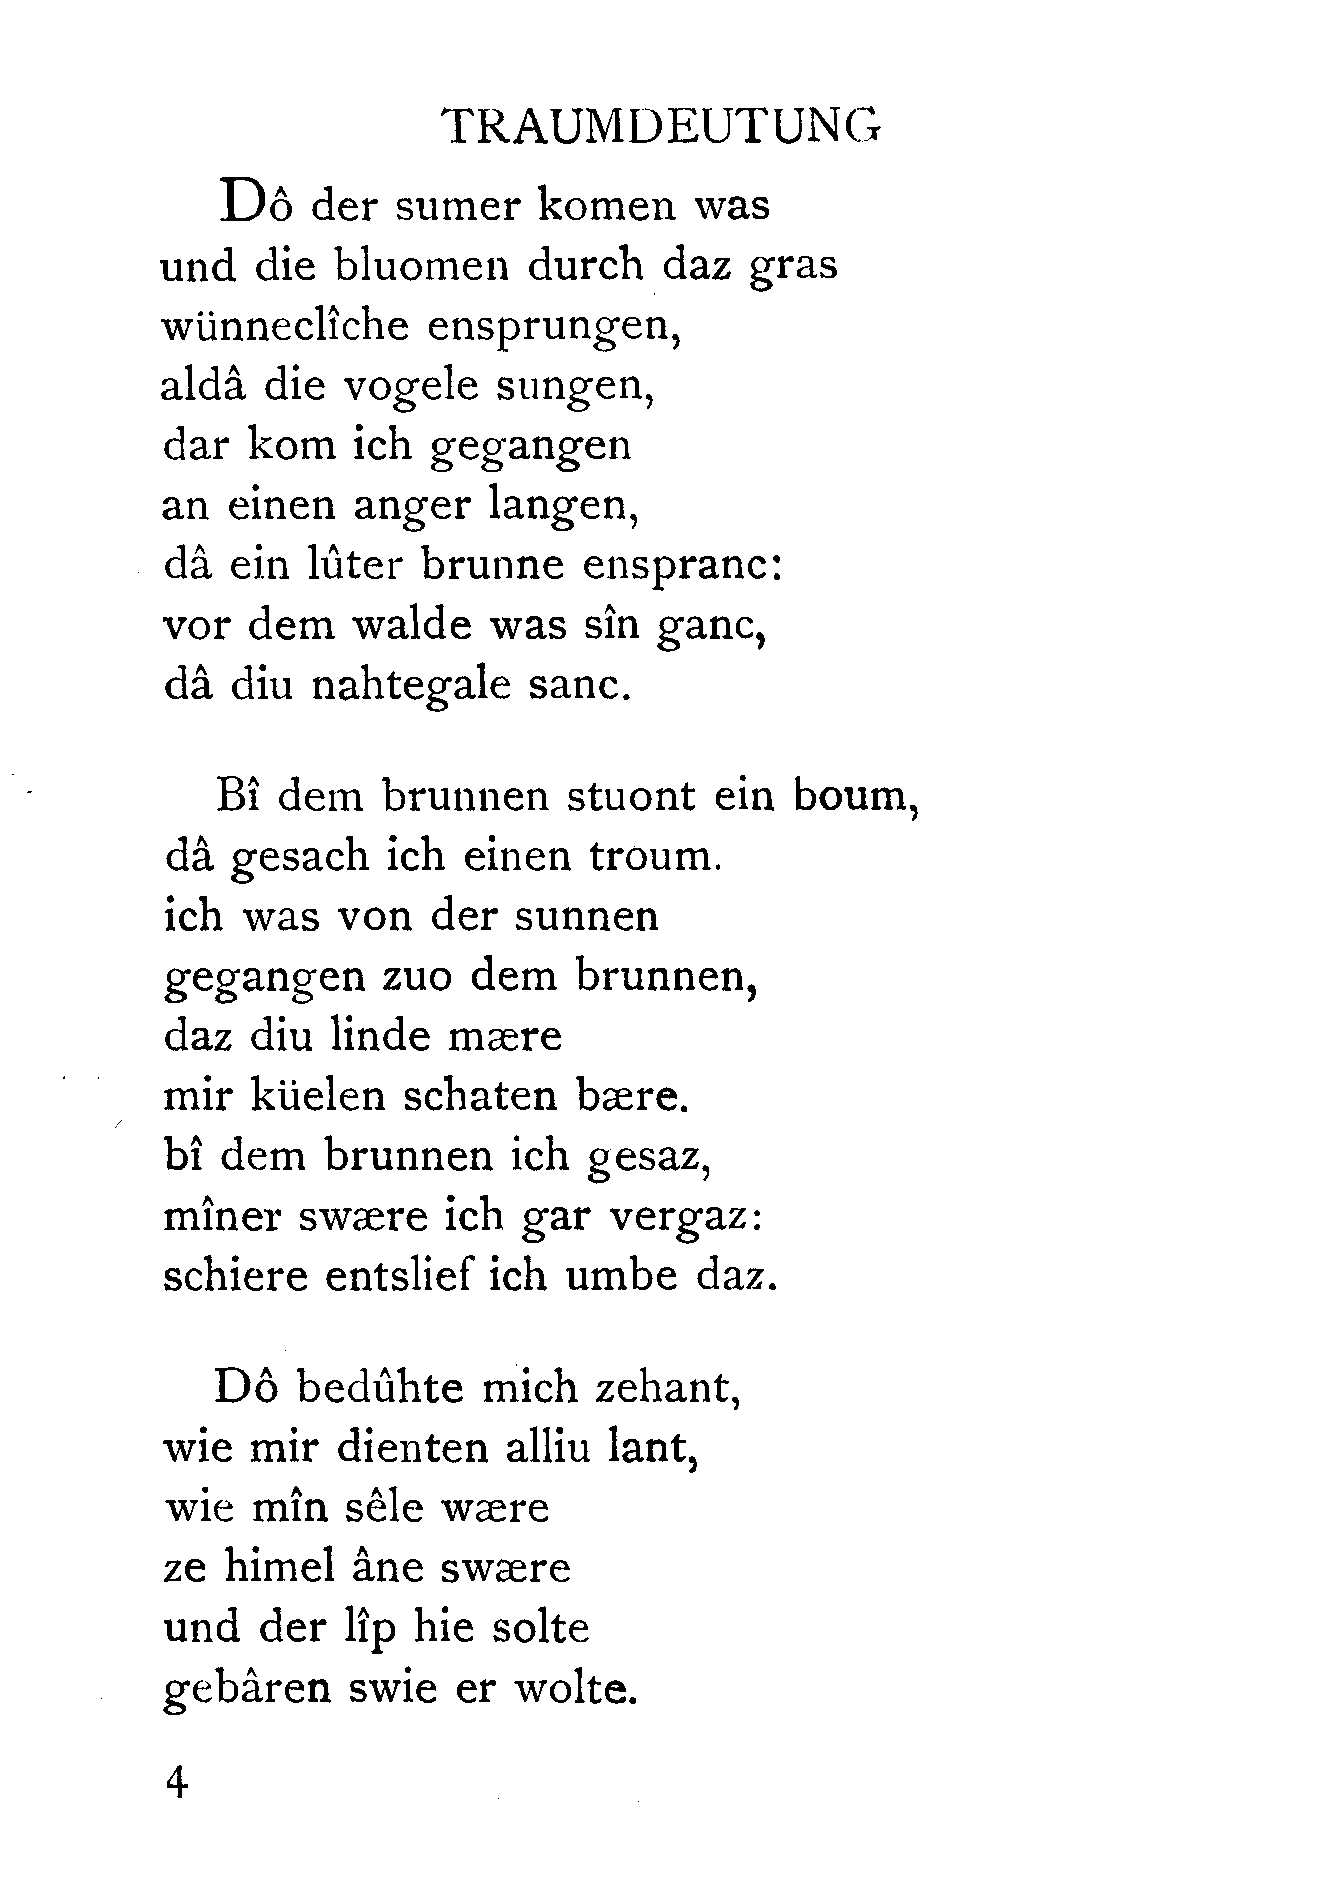 TRAUMDEUTUNG
Dô der sumer komen was
und die bluomen durch daz gras
wünneclîche ensprungen,
aldâ die vogele sungen,
dar kom ich gegangen
an einen anger langen,
dâ ein lûter brunne enspranc:
vor dem walde was sîn ganc,
dâ diu nahtegale sanc.
Bî dem brunnen stuont ein boum,
dâ gesach ich einen troum.
ich was von der sunnen
gegangen zuo dem brunnen,
daz diu linde mære
mir küelen schaten bære.
bî dem brunnen ich gesaz,
mîner swære ich gar vergaz:
schiere entslief ich umbe daz.
Dô bedûhte mich zehant,
wie mir dienten alliu lant,
wie mîn sêle wære
ze himel âne swære
und der lîp hie solte
gebâren swie er wolte.
4